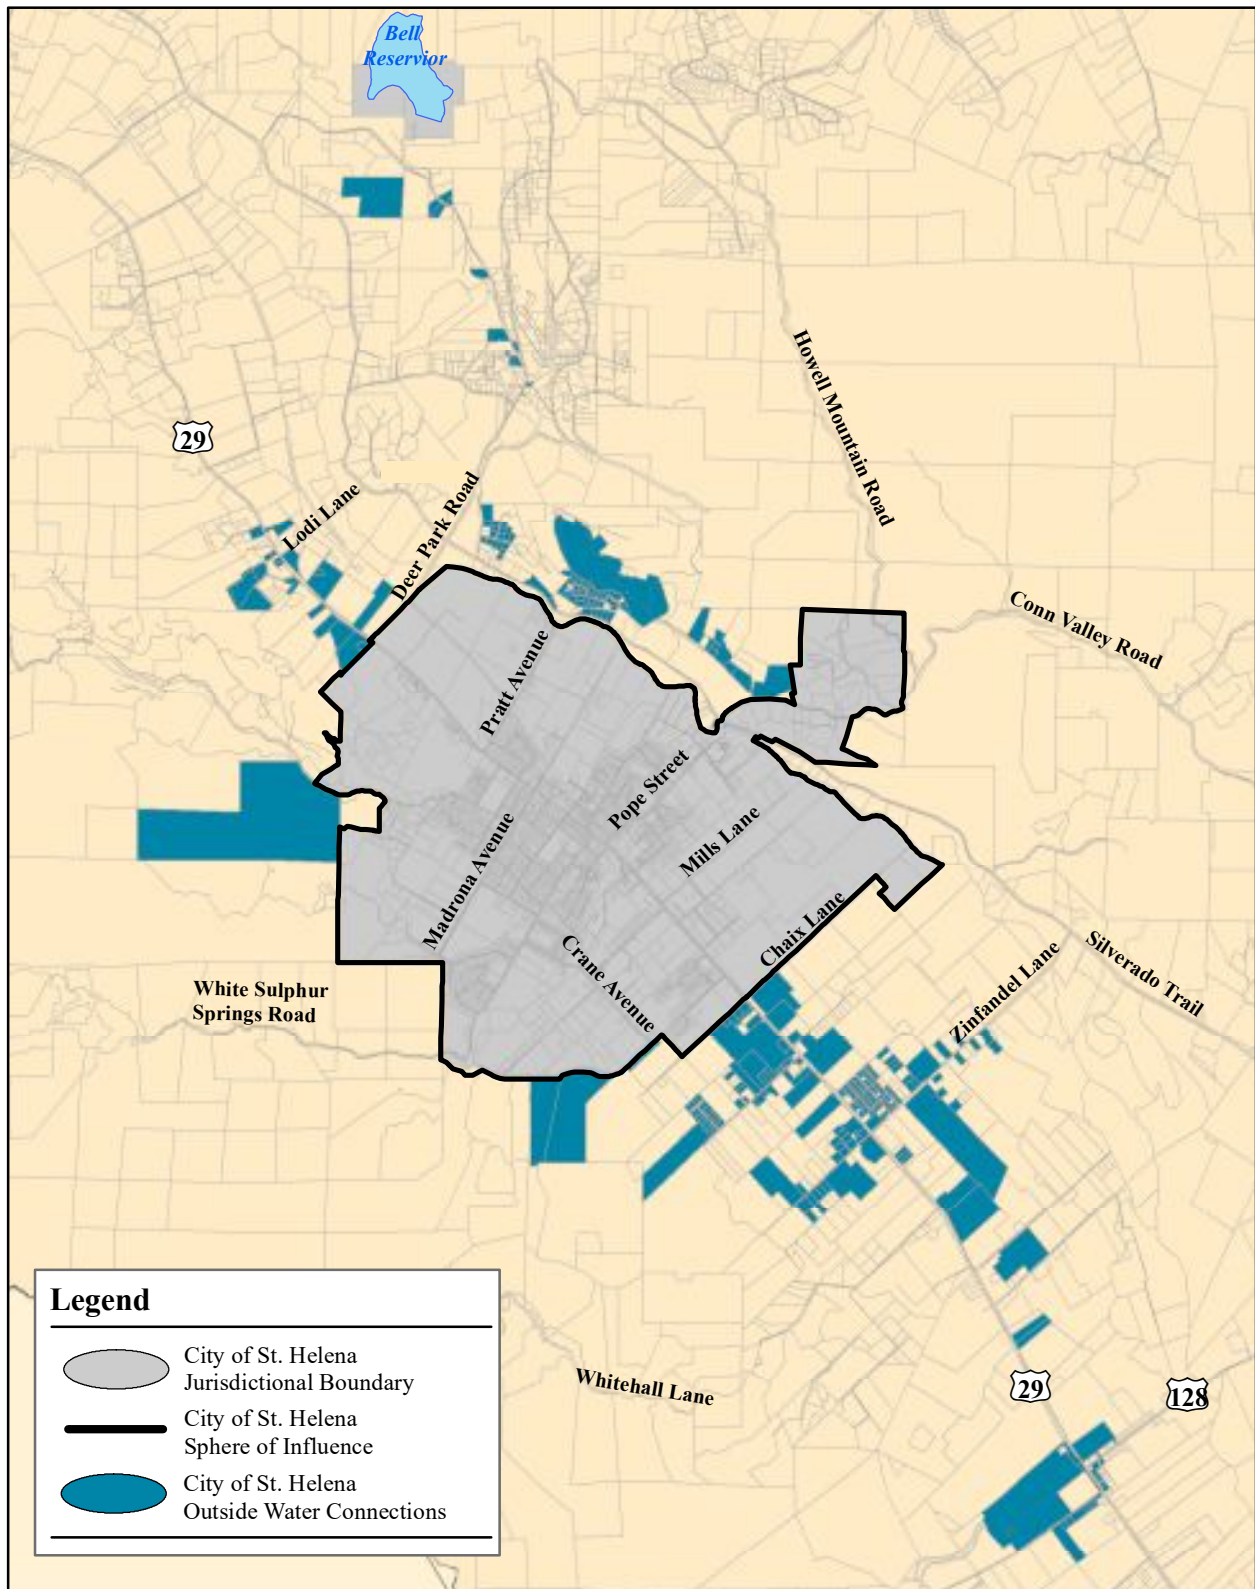 Bell
Reservior
Howell Mountain Road
29
Lodi Lane
Deer Park Road
Conn Valley Road
Pratt Avenue
Pope Street
Mills Lane
Madrona Avenue
Chaix Lane
Crane Avenue
Silverado Trail
Zinfandel Lane
White Sulphur
Springs Road
Whitehall Lane
29
128
Legend
City of St. Helena
Jurisdictional Boundary
City of St. Helena
Sphere of Influence
City of St. Helena
Outside Water Connections